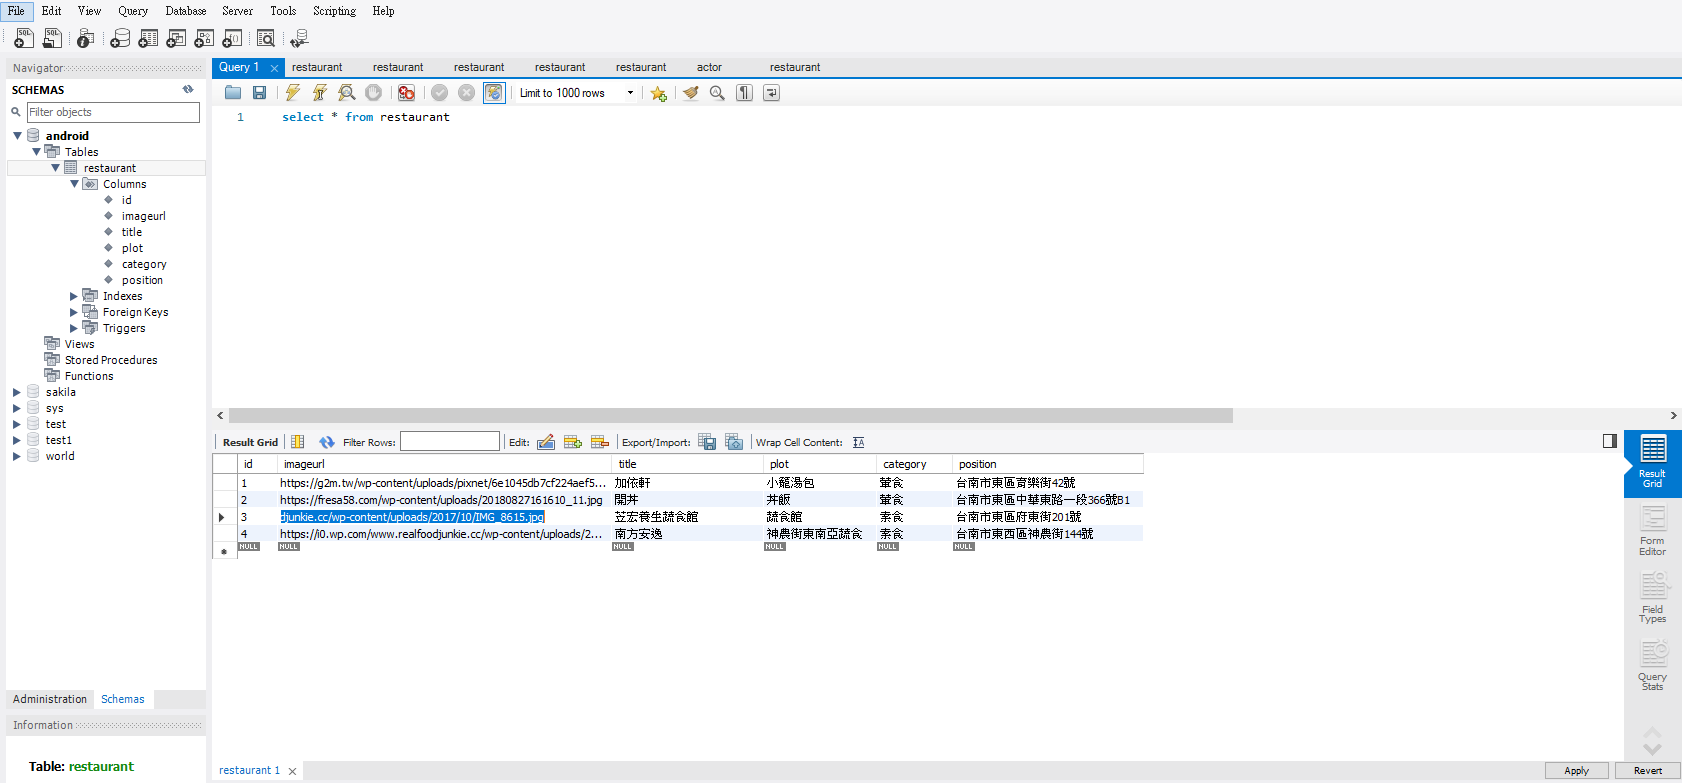 File Edit View Query Database Server Tools Scripting Help
Navigator
SCHEMAS
Filter objects
android
Tables
restaurant
Columns
id
imageurl
title
plot
category
position
Indexes
Foreign Keys
Triggers
Views
Stored Procedures
Functions
sakila
sys
test
test1
world
Administration Schemas
Information
Table: restaurant
Query 1 restaurant restaurant restaurant restaurant restaurant actor restaurant
Limit to 1000 rows
1 select * from restaurant
Result Grid Filter Rows: Edit: Export/Import: Wrap Cell Content:
id imageurl title plot category position
1 https://g2m.tw/wp-content/uploads/pixnet/6e1045db7cf224aef5... 加依軒 小籠湯包 葷食 台南市東區育樂街42號
2 https://fresa58.com/wp-content/uploads/20180827161610_11.jpg 開丼 丼飯 葷食 台南市東區中華東路一段366號B1
3 djunkie.cc/wp-content/uploads/2017/10/IMG_8615.jpg 苙宏養生蔬食館 蔬食館 素食 台南市東區府東街201號
4 https://i0.wp.com/www.realfoodjunkie.cc/wp-content/uploads/2... 南方安逸 神農街東南亞蔬食 素食 台南市東西區神農街144號
NULL NULL NULL NULL NULL NULL
Result Grid
Form Editor
Field Types
Query Stats
restaurant 1
Apply Revert